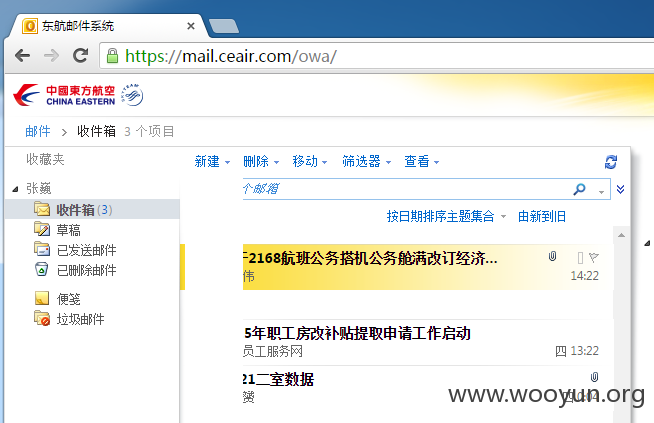 东航邮件系统
https://mail.ceair.com/owa/
中國東方航空
CHINA EASTERN
邮件 > 收件箱 3 个项目
收藏夹
张巍
收件箱 (3)
草稿
已发送邮件
已删除邮件
便笺
垃圾邮件
新建 删除 移动 筛选器 查看
个邮箱
按日期排序主题集合 由新到旧
2168航班公务搭机公务舱满改订经济...
伟 14:22
5年职工房改补贴提取申请工作启动
员工服务网 四 13:22
21二室数据
四 0:04
www.wooyun.org